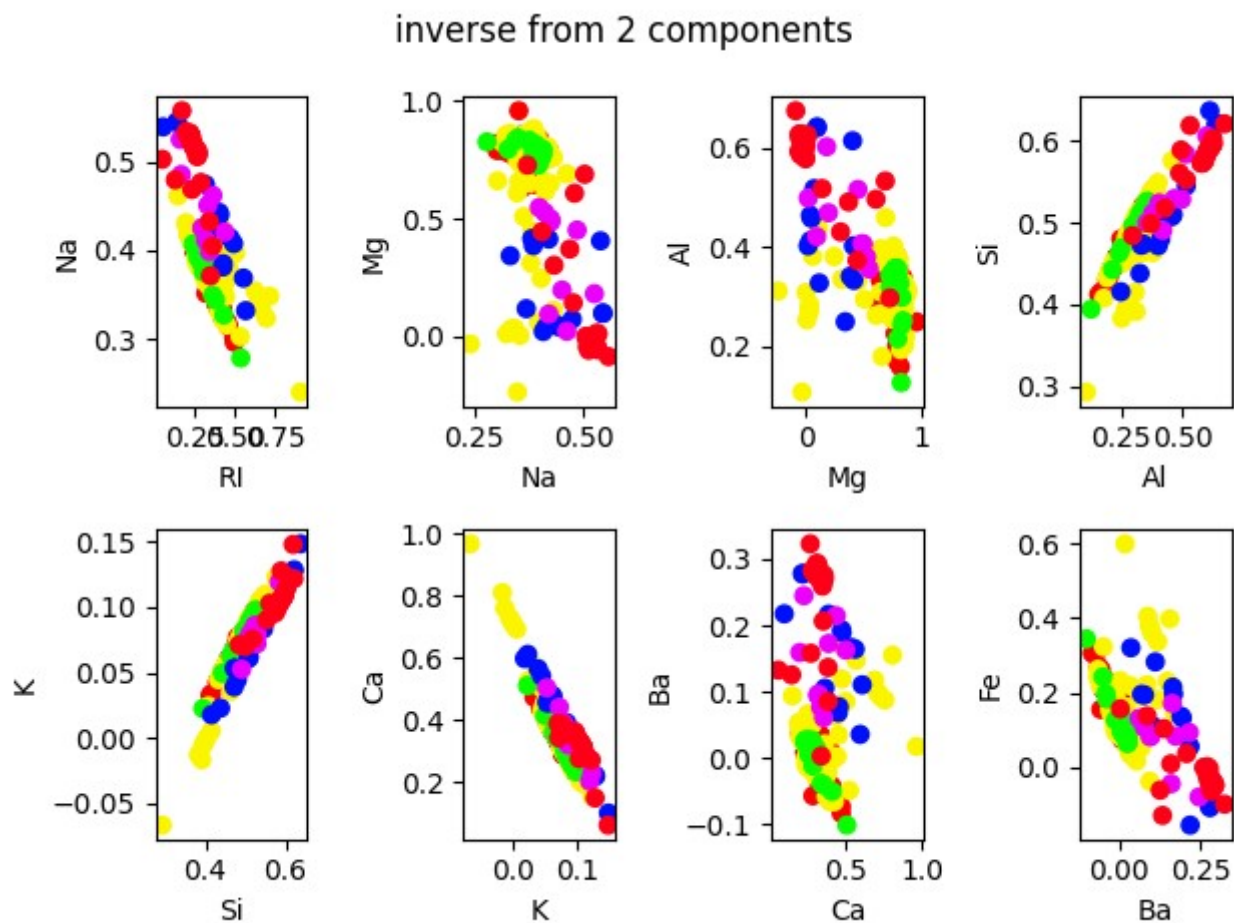 inverse from 2 components
Na
0.5
0.4
0.3
0.25 0.50 0.75
RI
Mg
1.0
0.5
0.0
0.25 0.50
Na
Al
0.6
0.4
0.2
0 1
Mg
Si
0.6
0.5
0.4
0.3
0.25 0.50
Al
K
0.15
0.10
0.05
0.00
−0.05
0.4 0.6
Si
Ca
1.0
0.8
0.6
0.4
0.2
0.0 0.1
K
Ba
0.3
0.2
0.1
0.0
−0.1
0.5 1.0
Ca
Fe
0.6
0.4
0.2
0.0
0.00 0.25
Ba